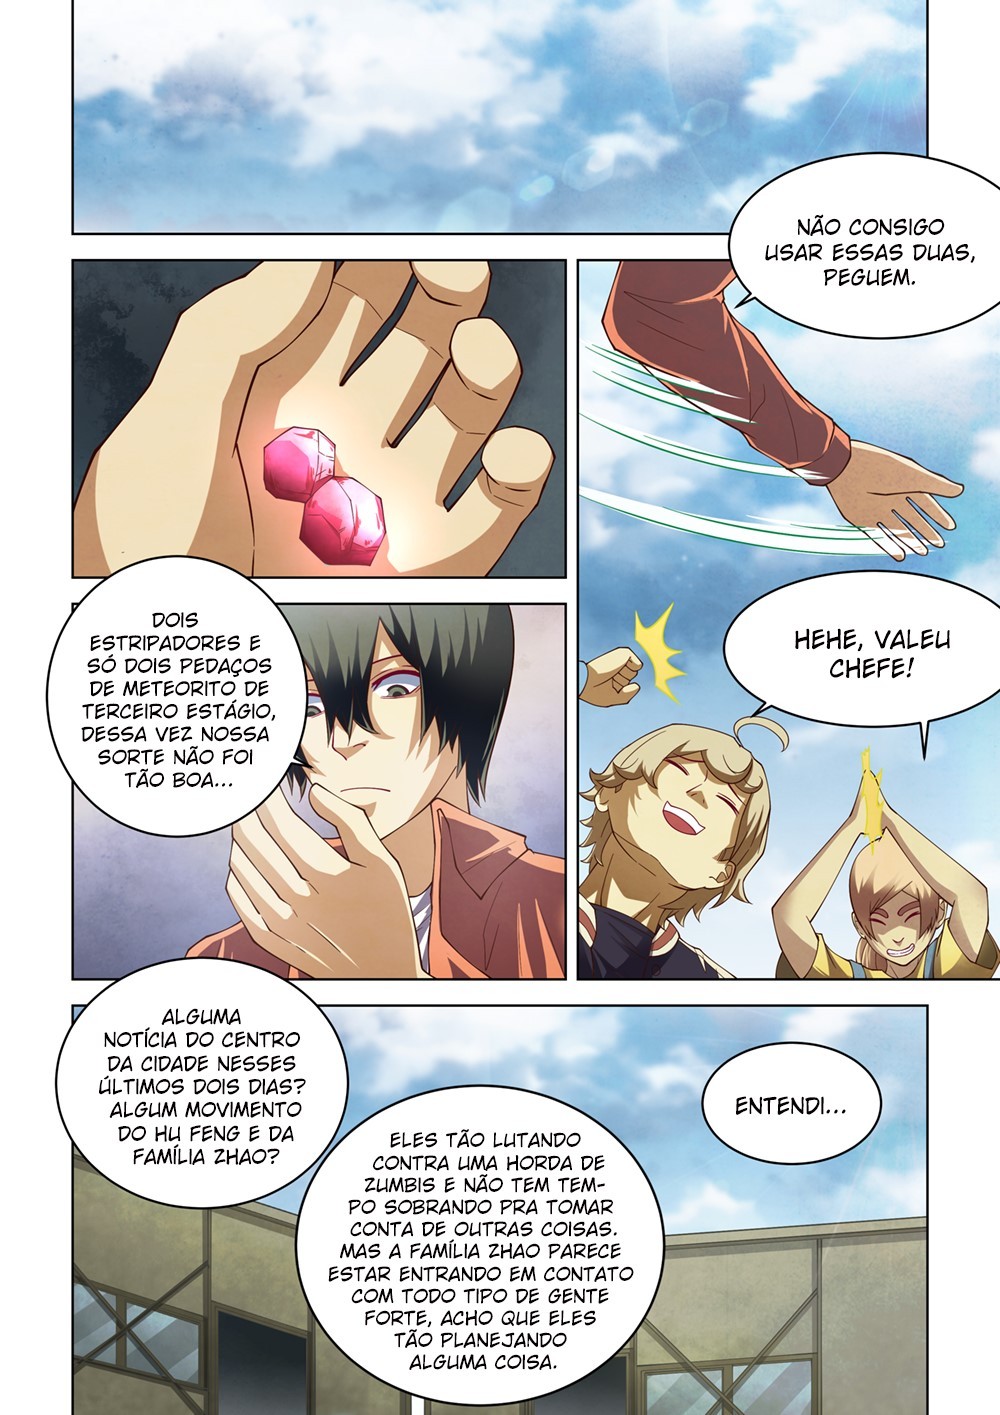 DOIS
ESTRIPADORES E
SÓ DOIS PEDAÇOS
DE METEORITO DE
TERCEIRO ESTÁGIO,
DESSA VEZ NOSSA
SORTE NÃO FOI
TÃO BOA...
NÃO CONSIGO
USAR ESSAS DUAS,
PEGUEM.
HEHE, VALEU
CHEFE!
ALGUMA
NOTÍCIA DO CENTRO
DA CIDADE NESSES
ÚLTIMOS DOIS DIAS?
ALGUM MOVIMENTO
DO HU FENG E DA
FAMÍLIA ZHAO?
ELES TÃO LUTANDO
CONTRA UMA HORDA DE
ZUMBIS E NÃO TEM TEM-
PO SOBRANDO PRA TOMAR
CONTA DE OUTRAS COISAS.
MAS A FAMÍLIA ZHAO PARECE
ESTAR ENTRANDO EM CONTATO
COM TODO TIPO DE GENTE
FORTE, ACHO QUE ELES
TÃO PLANEJANDO
ALGUMA COISA.
ENTENDI...